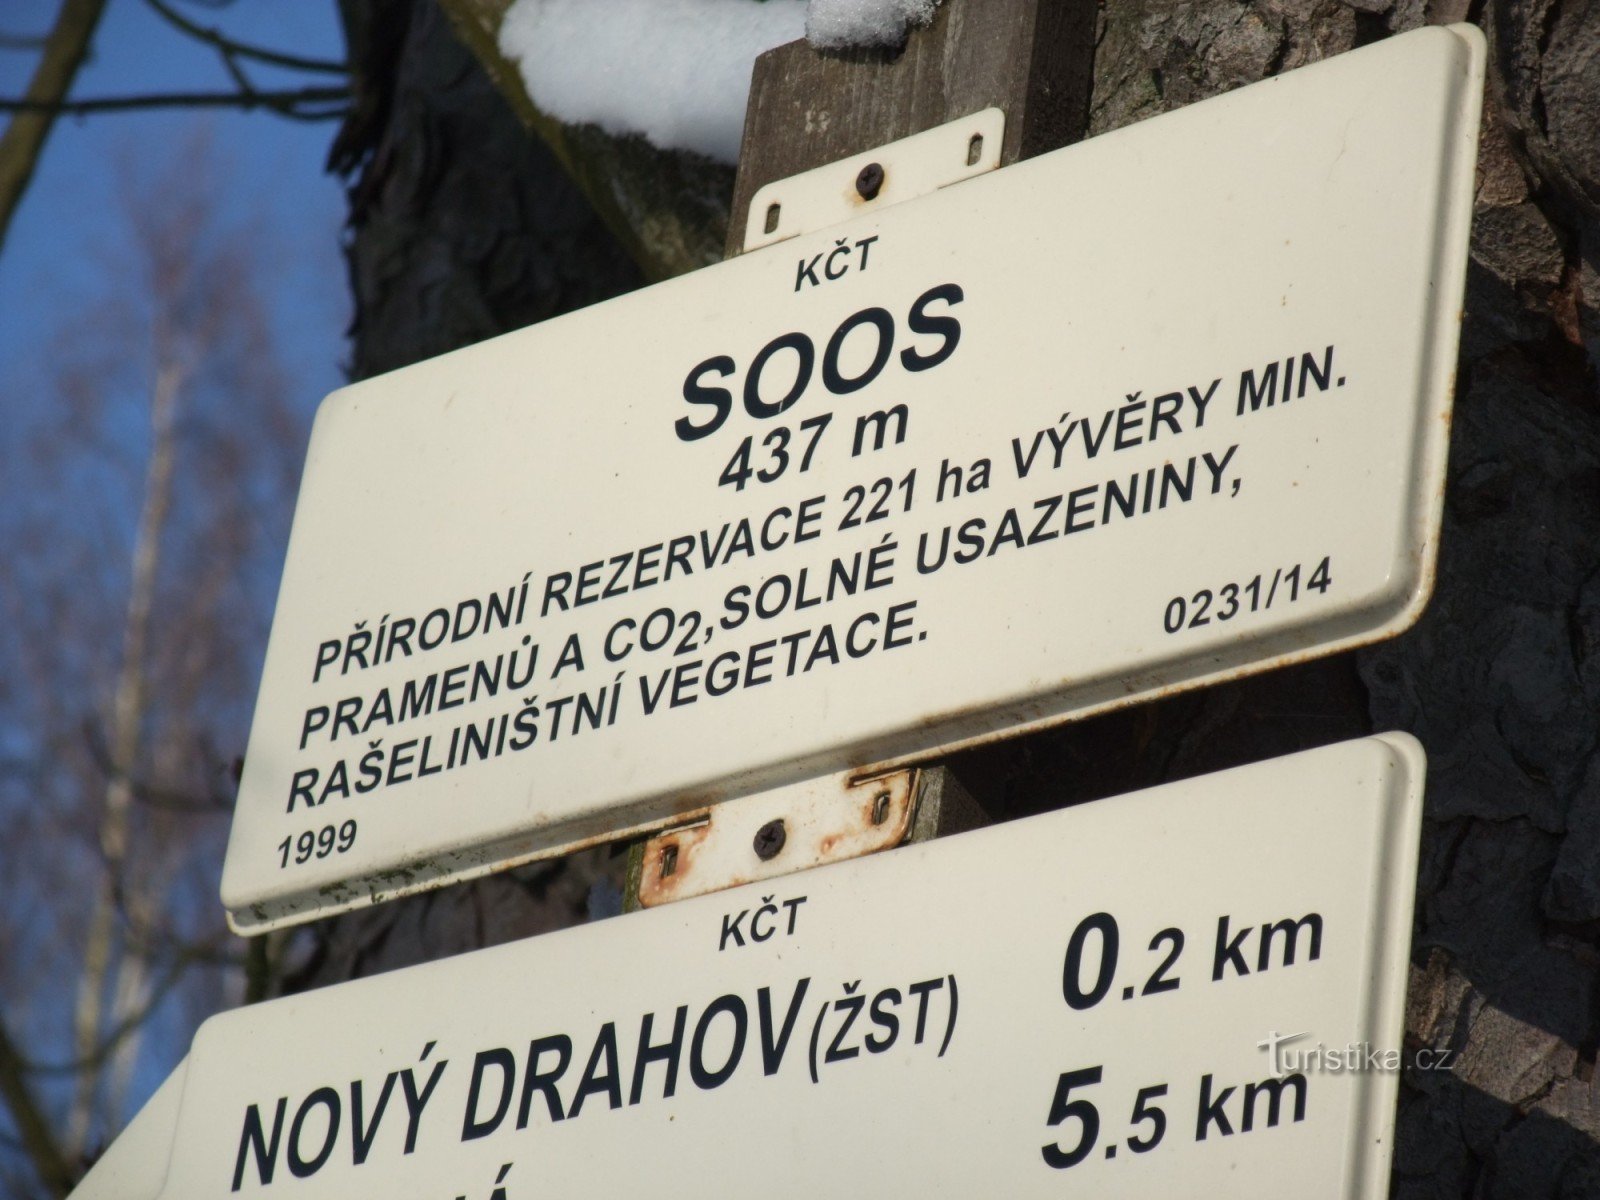 KČT
SOOS
437 m
PŘÍRODNÍ REZERVACE 221 ha VÝVĚRY MIN.
PRAMENŮ A CO2,SOLNÉ USAZENINY,
RAŠELINIŠTNÍ VEGETACE.
1999 0231/14
KČT
NOVÝ DRAHOV(ŽST) 0.2 km
5.5 km
Turistika.cz